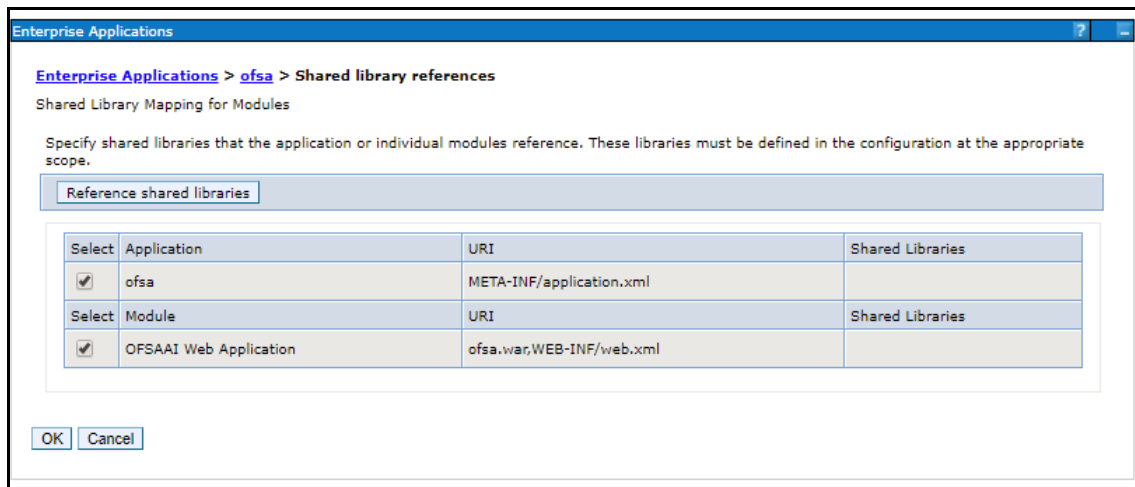 Enterprise Applications ? –
Enterprise Applications > ofsa > Shared library references
Shared Library Mapping for Modules
Specify shared libraries that the application or individual modules reference. These libraries must be defined in the configuration at the appropriate
scope.
Reference shared libraries
Select Application URI Shared Libraries
ofsa META-INF/application.xml
Select Module URI Shared Libraries
OFSAAI Web Application ofsa.war,WEB-INF/web.xml
OK Cancel